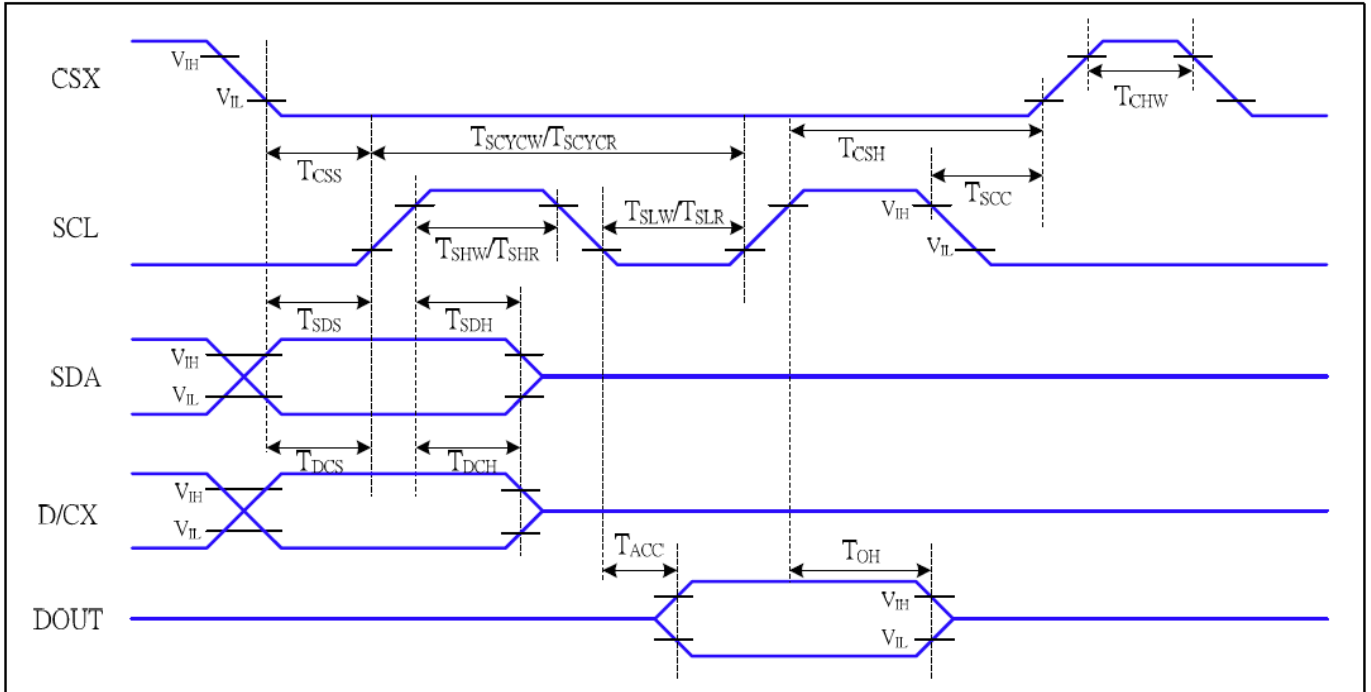 CSX
VIH
VIL
TCHW
TSCYCW/TSCYCR
TCSS
TCSH
TSCC
SCL
TSLW/TSLR
VIH
TSHW/TSHR
VIL
TSDS
TSDH
SDA
VIH
VIL
TDCS
TDCH
D/CX
VIH
VIL
TACC
TOH
DOUT
VIH
VIL